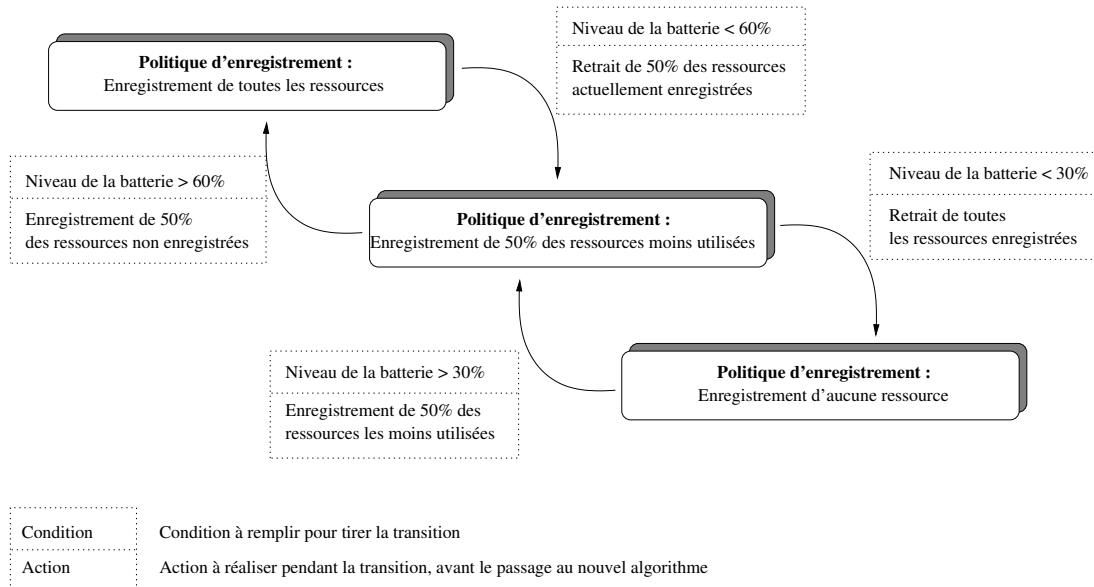 Niveau de la batterie < 60%
Retrait de 50% des ressources
actuellement enregistrées
Politique d'enregistrement :
Enregistrement de toutes les ressources
Niveau de la batterie > 60%
Enregistrement de 50%
des ressources non enregistrées
Niveau de la batterie < 30%
Retrait de toutes
les ressources enregistrées
Politique d'enregistrement :
Enregistrement de 50% des ressources moins utilisées
Niveau de la batterie > 30%
Enregistrement de 50% des
ressources les moins utilisées
Politique d'enregistrement :
Enregistrement d'aucune ressource
Condition Condition à remplir pour tirer la transition
Action Action à réaliser pendant la transition, avant le passage au nouvel algorithme